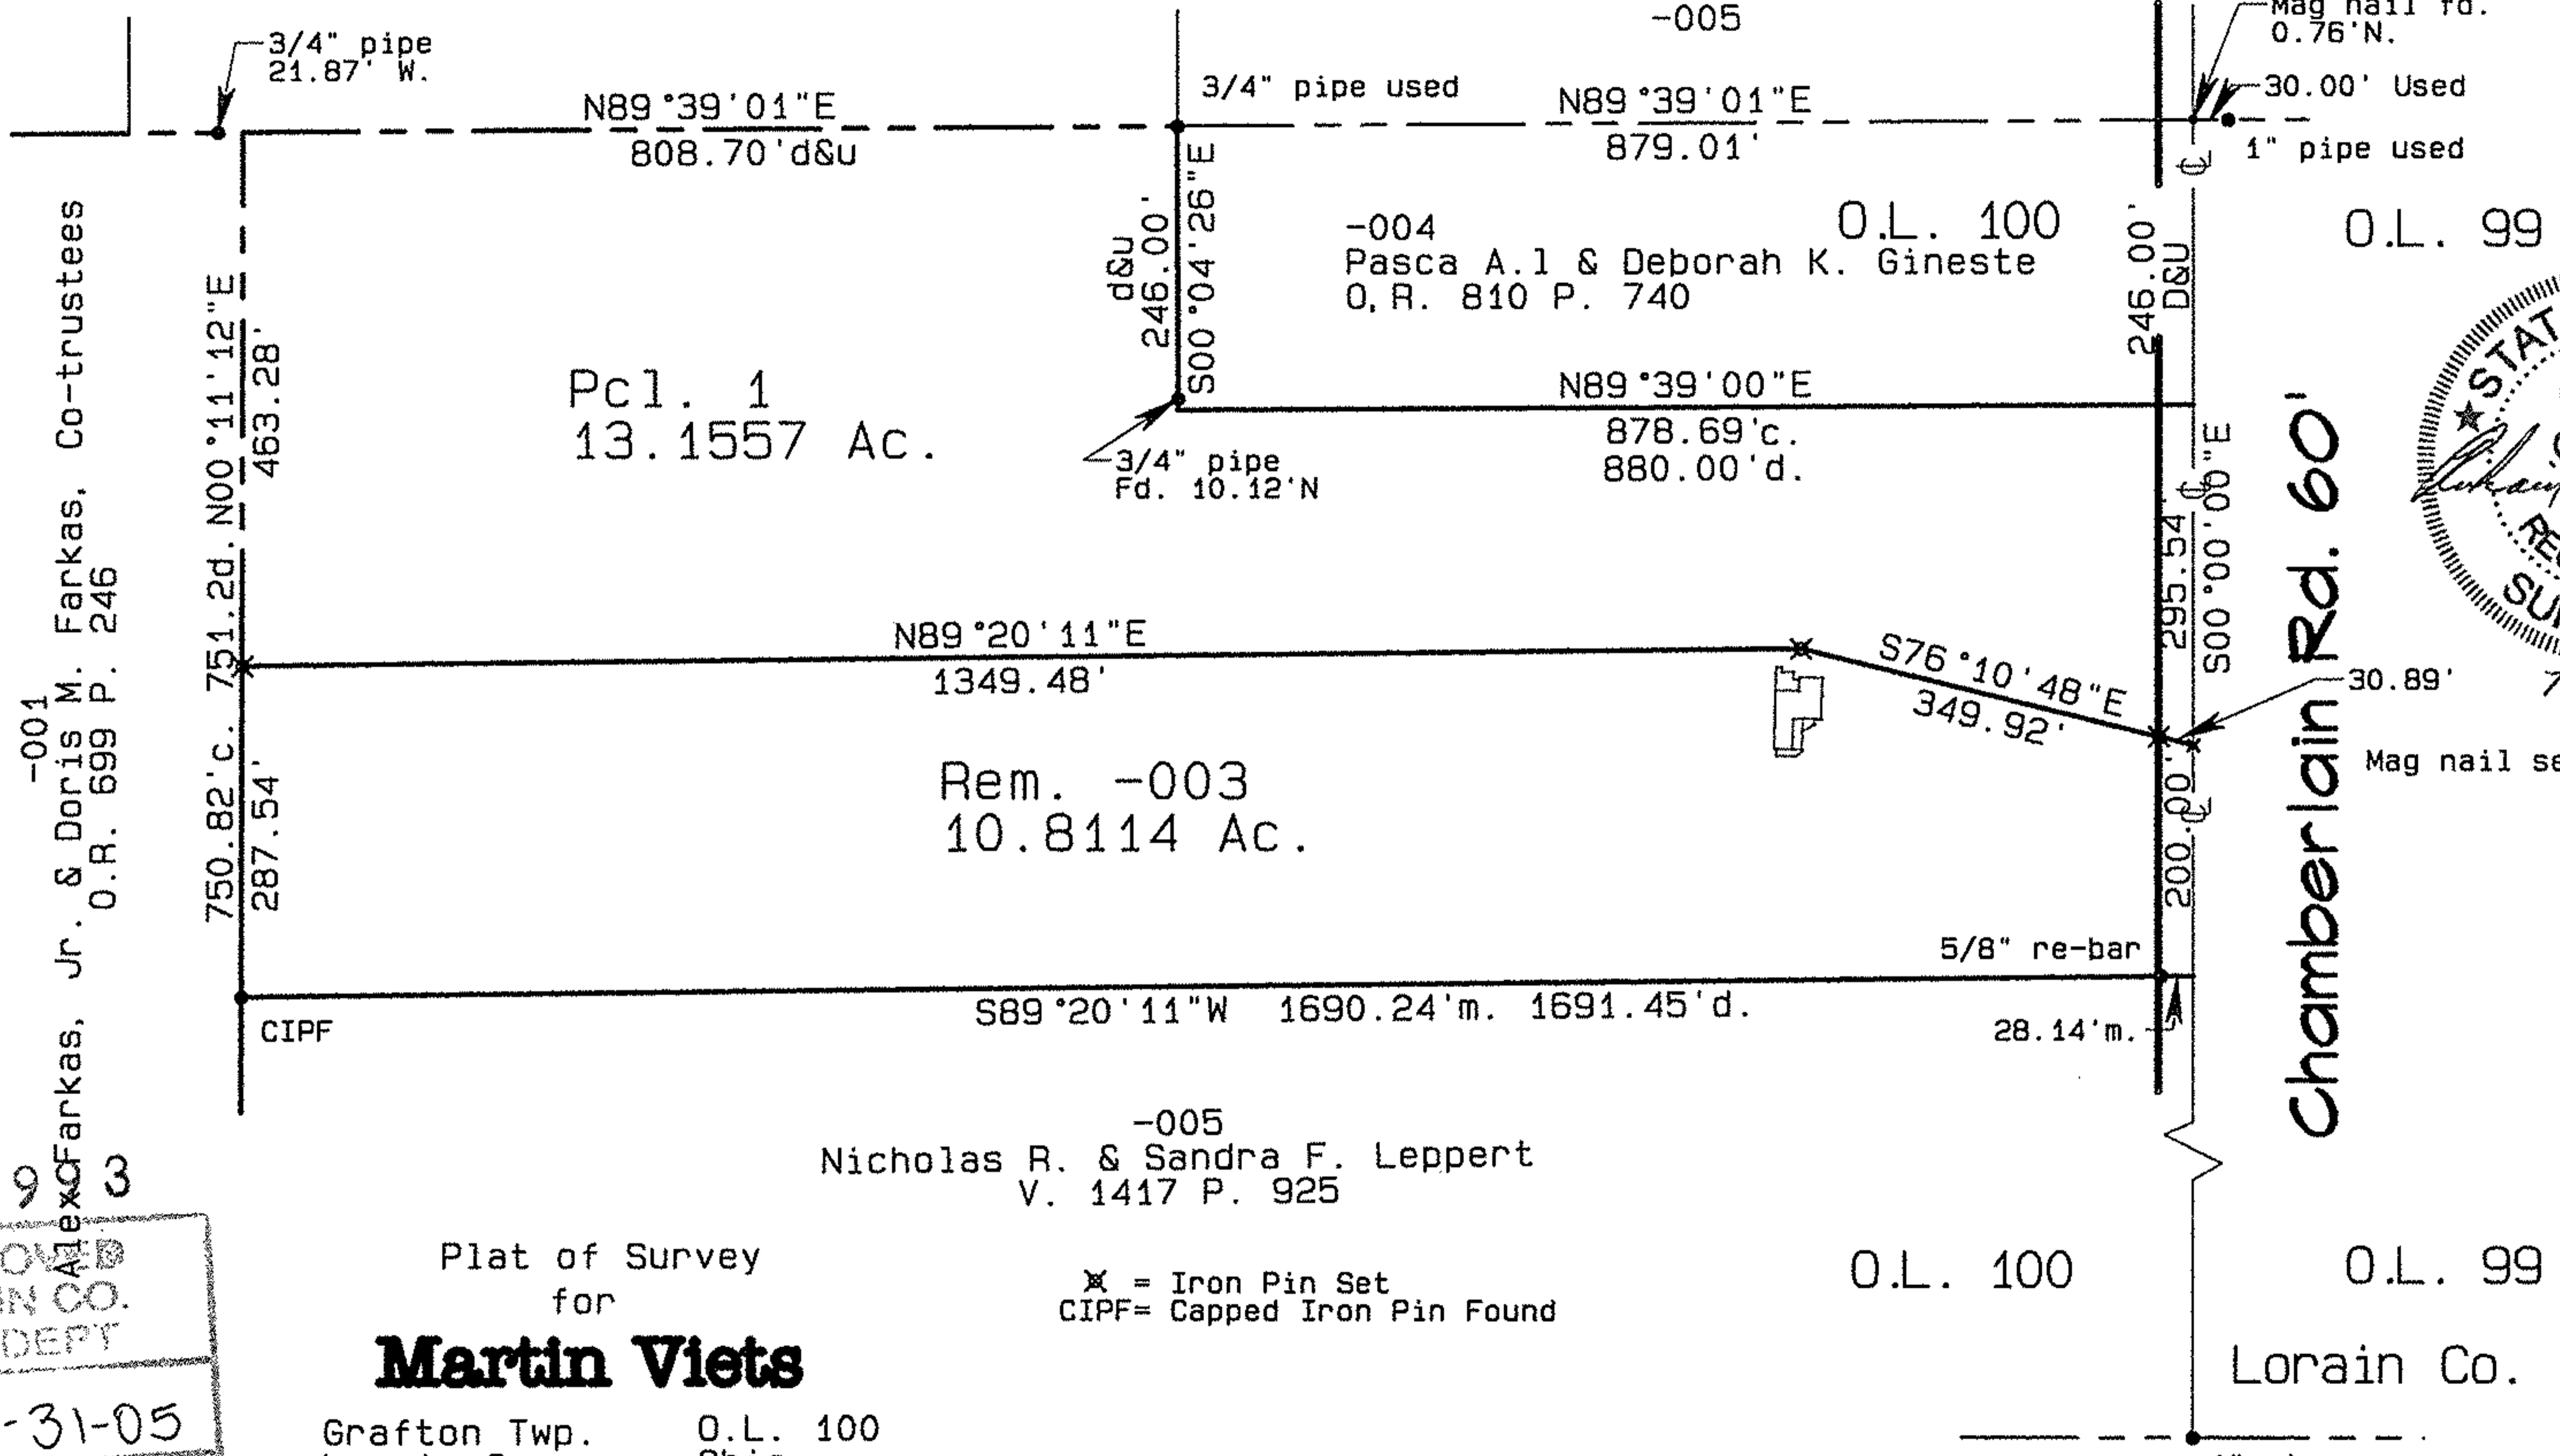 -005
Mag nail fd.
0.76'N.
3/4" pipe
21.87' W.
3/4" pipe used
30.00' Used
N89°39'01"E
808.70'd&u
N89°39'01"E
879.01'
1" pipe used
O.L. 100
O.L. 99
-004
Pasca A.l & Deborah K. Gineste
O,R. 810 P. 740
S00°04'26"E
246.00'
d&u
246.00'
D&U
N00°11'12"E
463.28'
Pcl. 1
13.1557 Ac.
N89°39'00"E
878.69'c.
880.00'd.
3/4" pipe
Fd. 10.12'N
S00°00'00"E
295.54'
Chamberlain Rd. 60'
751.2d.
N89°20'11"E
1349.48'
S76°10'48"E
349.92'
30.89'
Mag nail se
-001
Alex Farkas, Jr. & Doris M. Farkas, Co-trustees
O.R. 699 P. 246
750.82'c.
287.54'
Rem. -003
10.8114 Ac.
200.00'
5/8" re-bar
S89°20'11"W 1690.24'm. 1691.45'd.
28.14'm.
CIPF
-005
Nicholas R. & Sandra F. Leppert
V. 1417 P. 925
9 3
OVED
N CO.
DEPT
-31-05
Plat of Survey
for
Martin Viets
Grafton Twp. O.L. 100
= Iron Pin Set
CIPF= Capped Iron Pin Found
O.L. 100
O.L. 99
Lorain Co.
STAT
REG
SUR